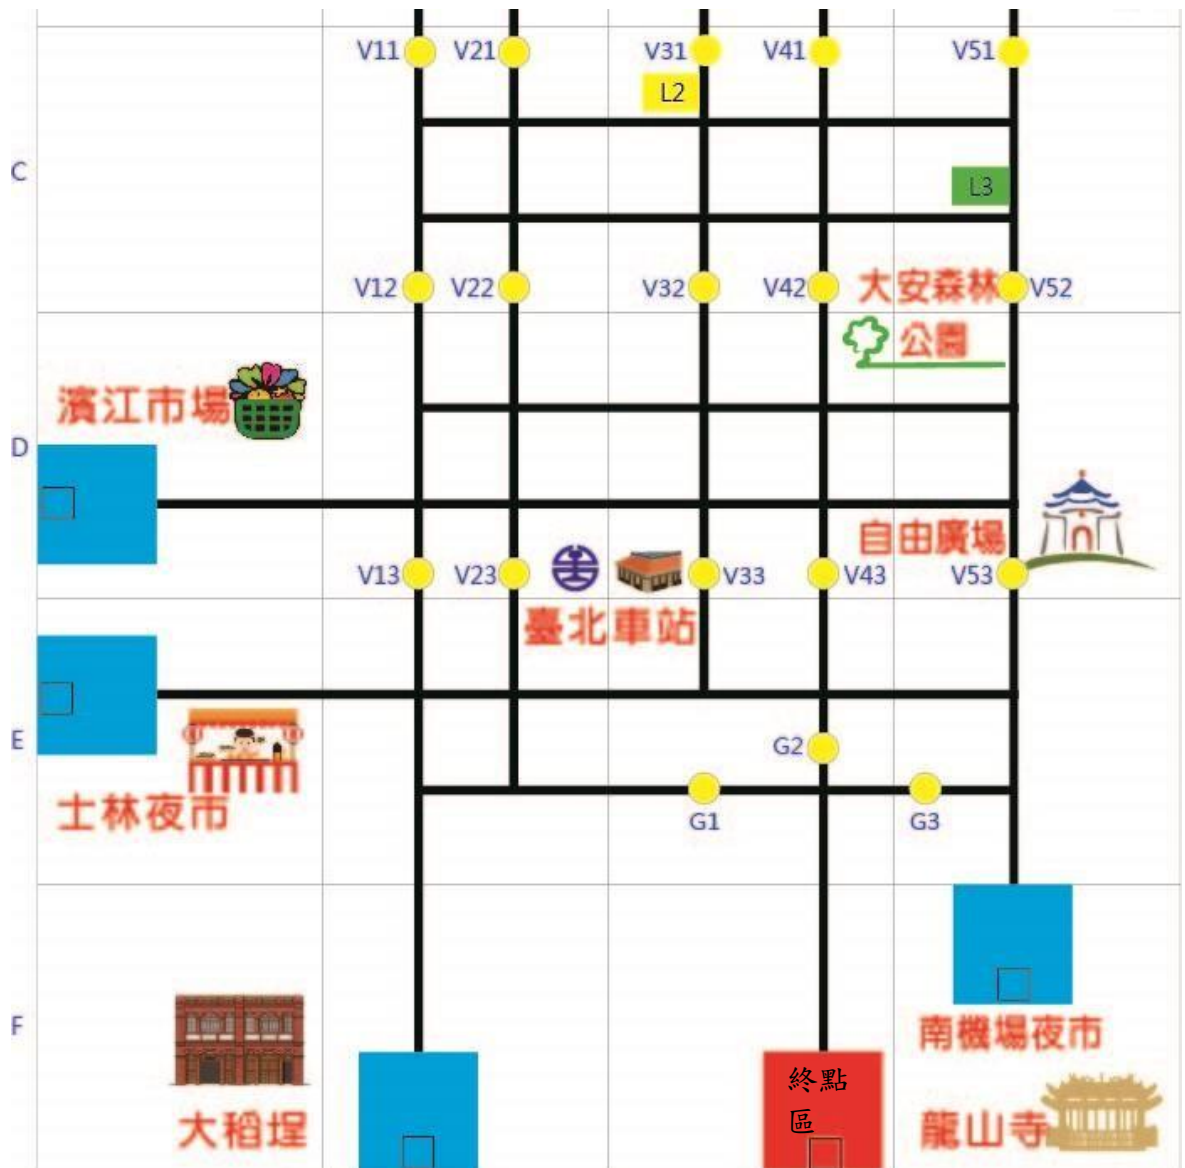 V11 V21 V31 V41 V51
L2
C
L3
V12 V22 V32 V42 大安森林 V52
公園
濱江市場
D
自由廣場
V13 V23 V33 V43 V53
臺北車站
E
G2
士林夜市
G1 G3
F
南機場夜市
終點
區
大稻埕 龍山寺